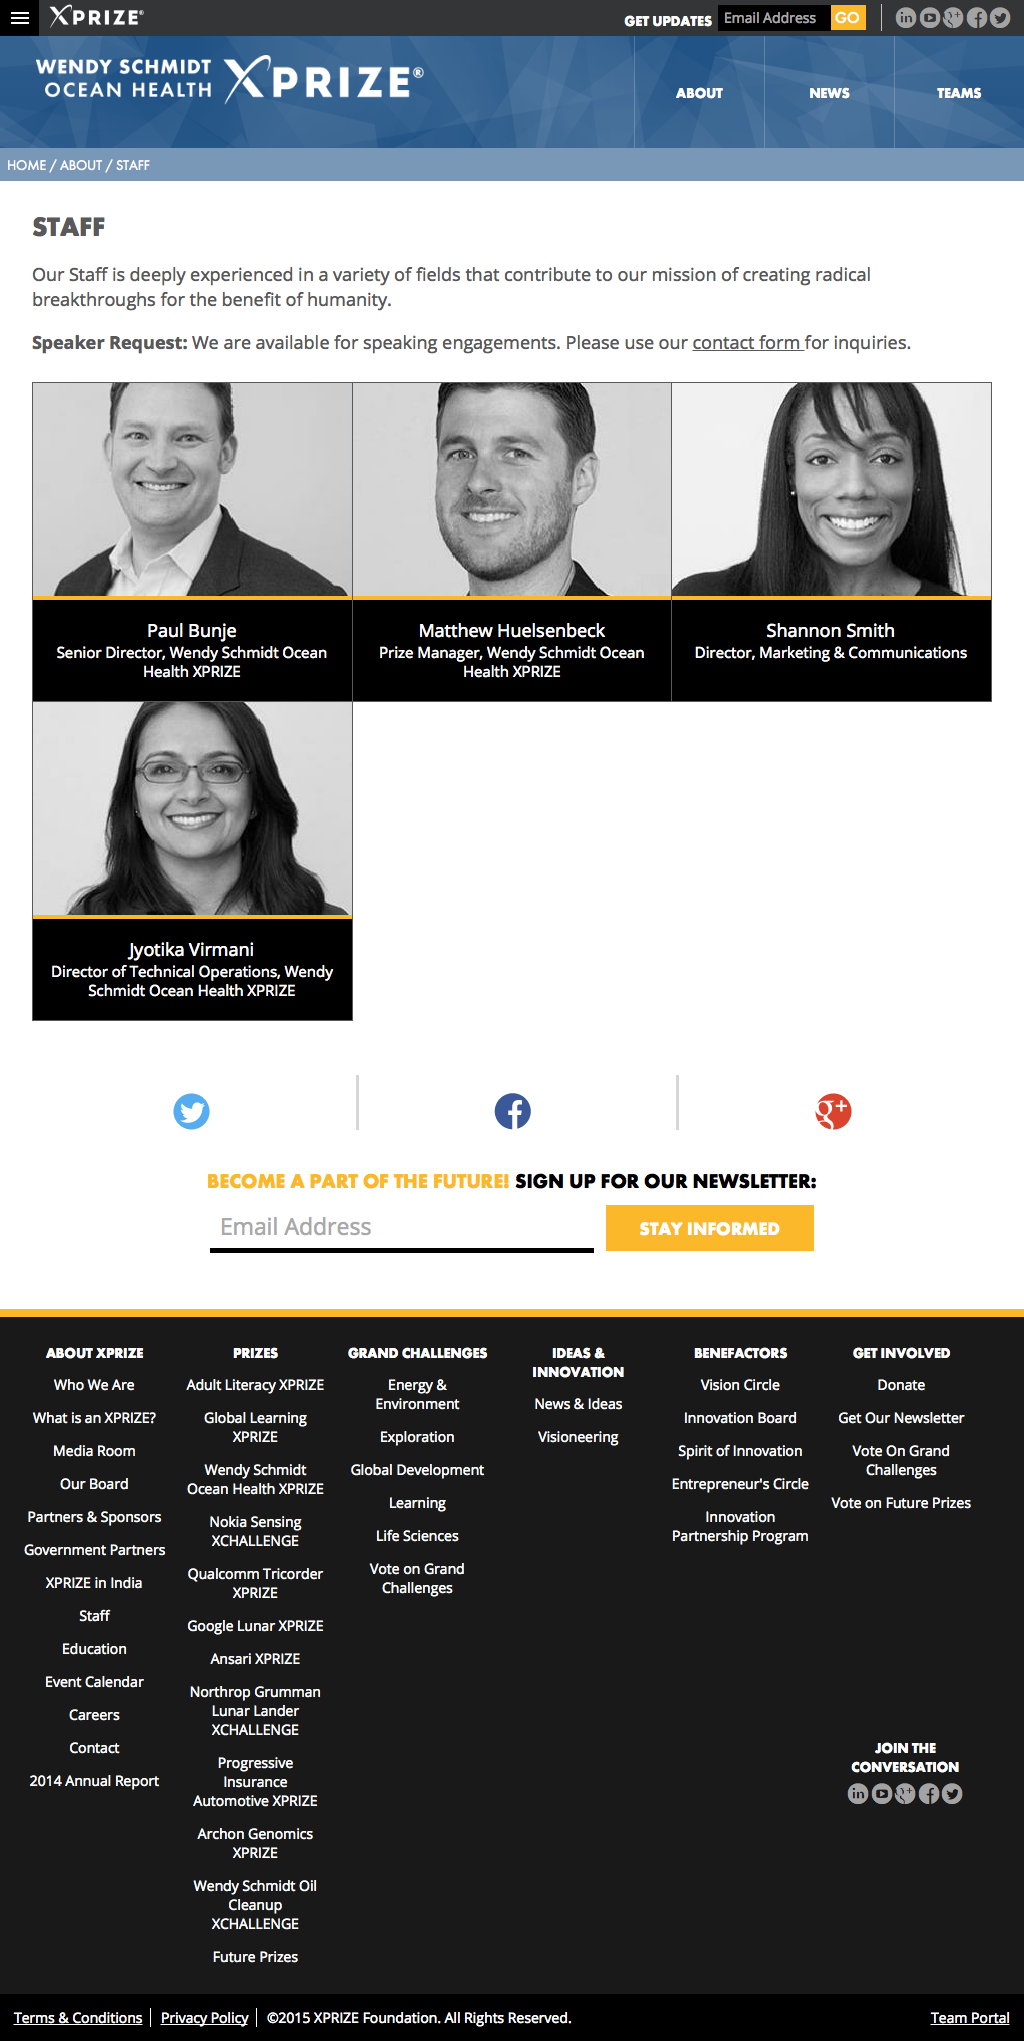 XPRIZE®
GET UPDATES
Email Address
GO
WENDY SCHMIDT
OCEAN HEALTH
XPRIZE®
ABOUT
NEWS
TEAMS
HOME / ABOUT / STAFF
STAFF
Our Staff is deeply experienced in a variety of fields that contribute to our mission of creating radical
breakthroughs for the benefit of humanity.
Speaker Request: We are available for speaking engagements. Please use our contact form for inquiries.
Paul Bunje
Senior Director, Wendy Schmidt Ocean
Health XPRIZE
Matthew Huelsenbeck
Prize Manager, Wendy Schmidt Ocean
Health XPRIZE
Shannon Smith
Director, Marketing & Communications
Jyotika Virmani
Director of Technical Operations, Wendy
Schmidt Ocean Health XPRIZE
BECOME A PART OF THE FUTURE! SIGN UP FOR OUR NEWSLETTER:
Email Address
STAY INFORMED
ABOUT XPRIZE
Who We Are
What is an XPRIZE?
Media Room
Our Board
Partners & Sponsors
Government Partners
XPRIZE in India
Staff
Education
Event Calendar
Careers
Contact
2014 Annual Report
PRIZES
Adult Literacy XPRIZE
Global Learning
XPRIZE
Wendy Schmidt
Ocean Health XPRIZE
Nokia Sensing
XCHALLENGE
Qualcomm Tricorder
XPRIZE
Google Lunar XPRIZE
Ansari XPRIZE
Northrop Grumman
Lunar Lander
XCHALLENGE
Progressive
Insurance
Automotive XPRIZE
Archon Genomics
XPRIZE
Wendy Schmidt Oil
Cleanup
XCHALLENGE
Future Prizes
GRAND CHALLENGES
Energy &
Environment
Exploration
Global Development
Learning
Life Sciences
Vote on Grand
Challenges
IDEAS &
INNOVATION
News & Ideas
Visioneering
BENEFACTORS
Vision Circle
Innovation Board
Spirit of Innovation
Entrepreneur's Circle
Innovation
Partnership Program
GET INVOLVED
Donate
Get Our Newsletter
Vote On Grand
Challenges
Vote on Future Prizes
JOIN THE
CONVERSATION
Terms & Conditions
Privacy Policy
©2015 XPRIZE Foundation. All Rights Reserved.
Team Portal